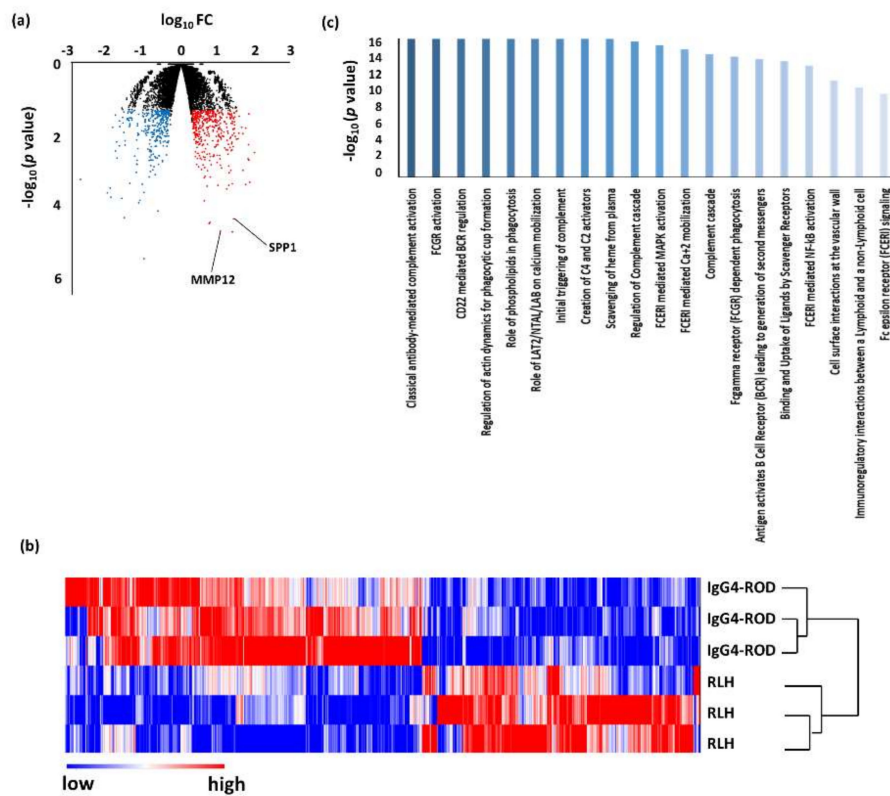 (a)
log10 FC
-3 -2 -1 0 1 2 3
0
2
4
6
-log10 (p value)
SPP1
MMP12
(c)
16
14
12
10
8
6
4
2
0
-log10 (p value)
Classical antibody-mediated complement activation
FCGR activation
CD22 mediated BCR regulation
Regulation of actin dynamics for phagocytic cup formation
Role of phospholipids in phagocytosis
Role of LAT2/NTAL/LAB on calcium mobilization
Initial triggering of complement
Creation of C4 and C2 activators
Scavenging of heme from plasma
Regulation of Complement cascade
FCERI mediated MAPK activation
FCERI mediated Ca+2 mobilization
Complement cascade
Fcgamma receptor (FCGR) dependent phagocytosis
Antigen activates B Cell Receptor (BCR) leading to generation of second messengers
Binding and Uptake of Ligands by Scavenger Receptors
FCERI mediated NF-kB activation
Cell surface interactions at the vascular wall
Immunoregulatory interactions between a Lymphoid and a non-Lymphoid cell
Fc epsilon receptor (FCERI) signaling
(b)
IgG4-ROD
IgG4-ROD
IgG4-ROD
RLH
RLH
RLH
low high